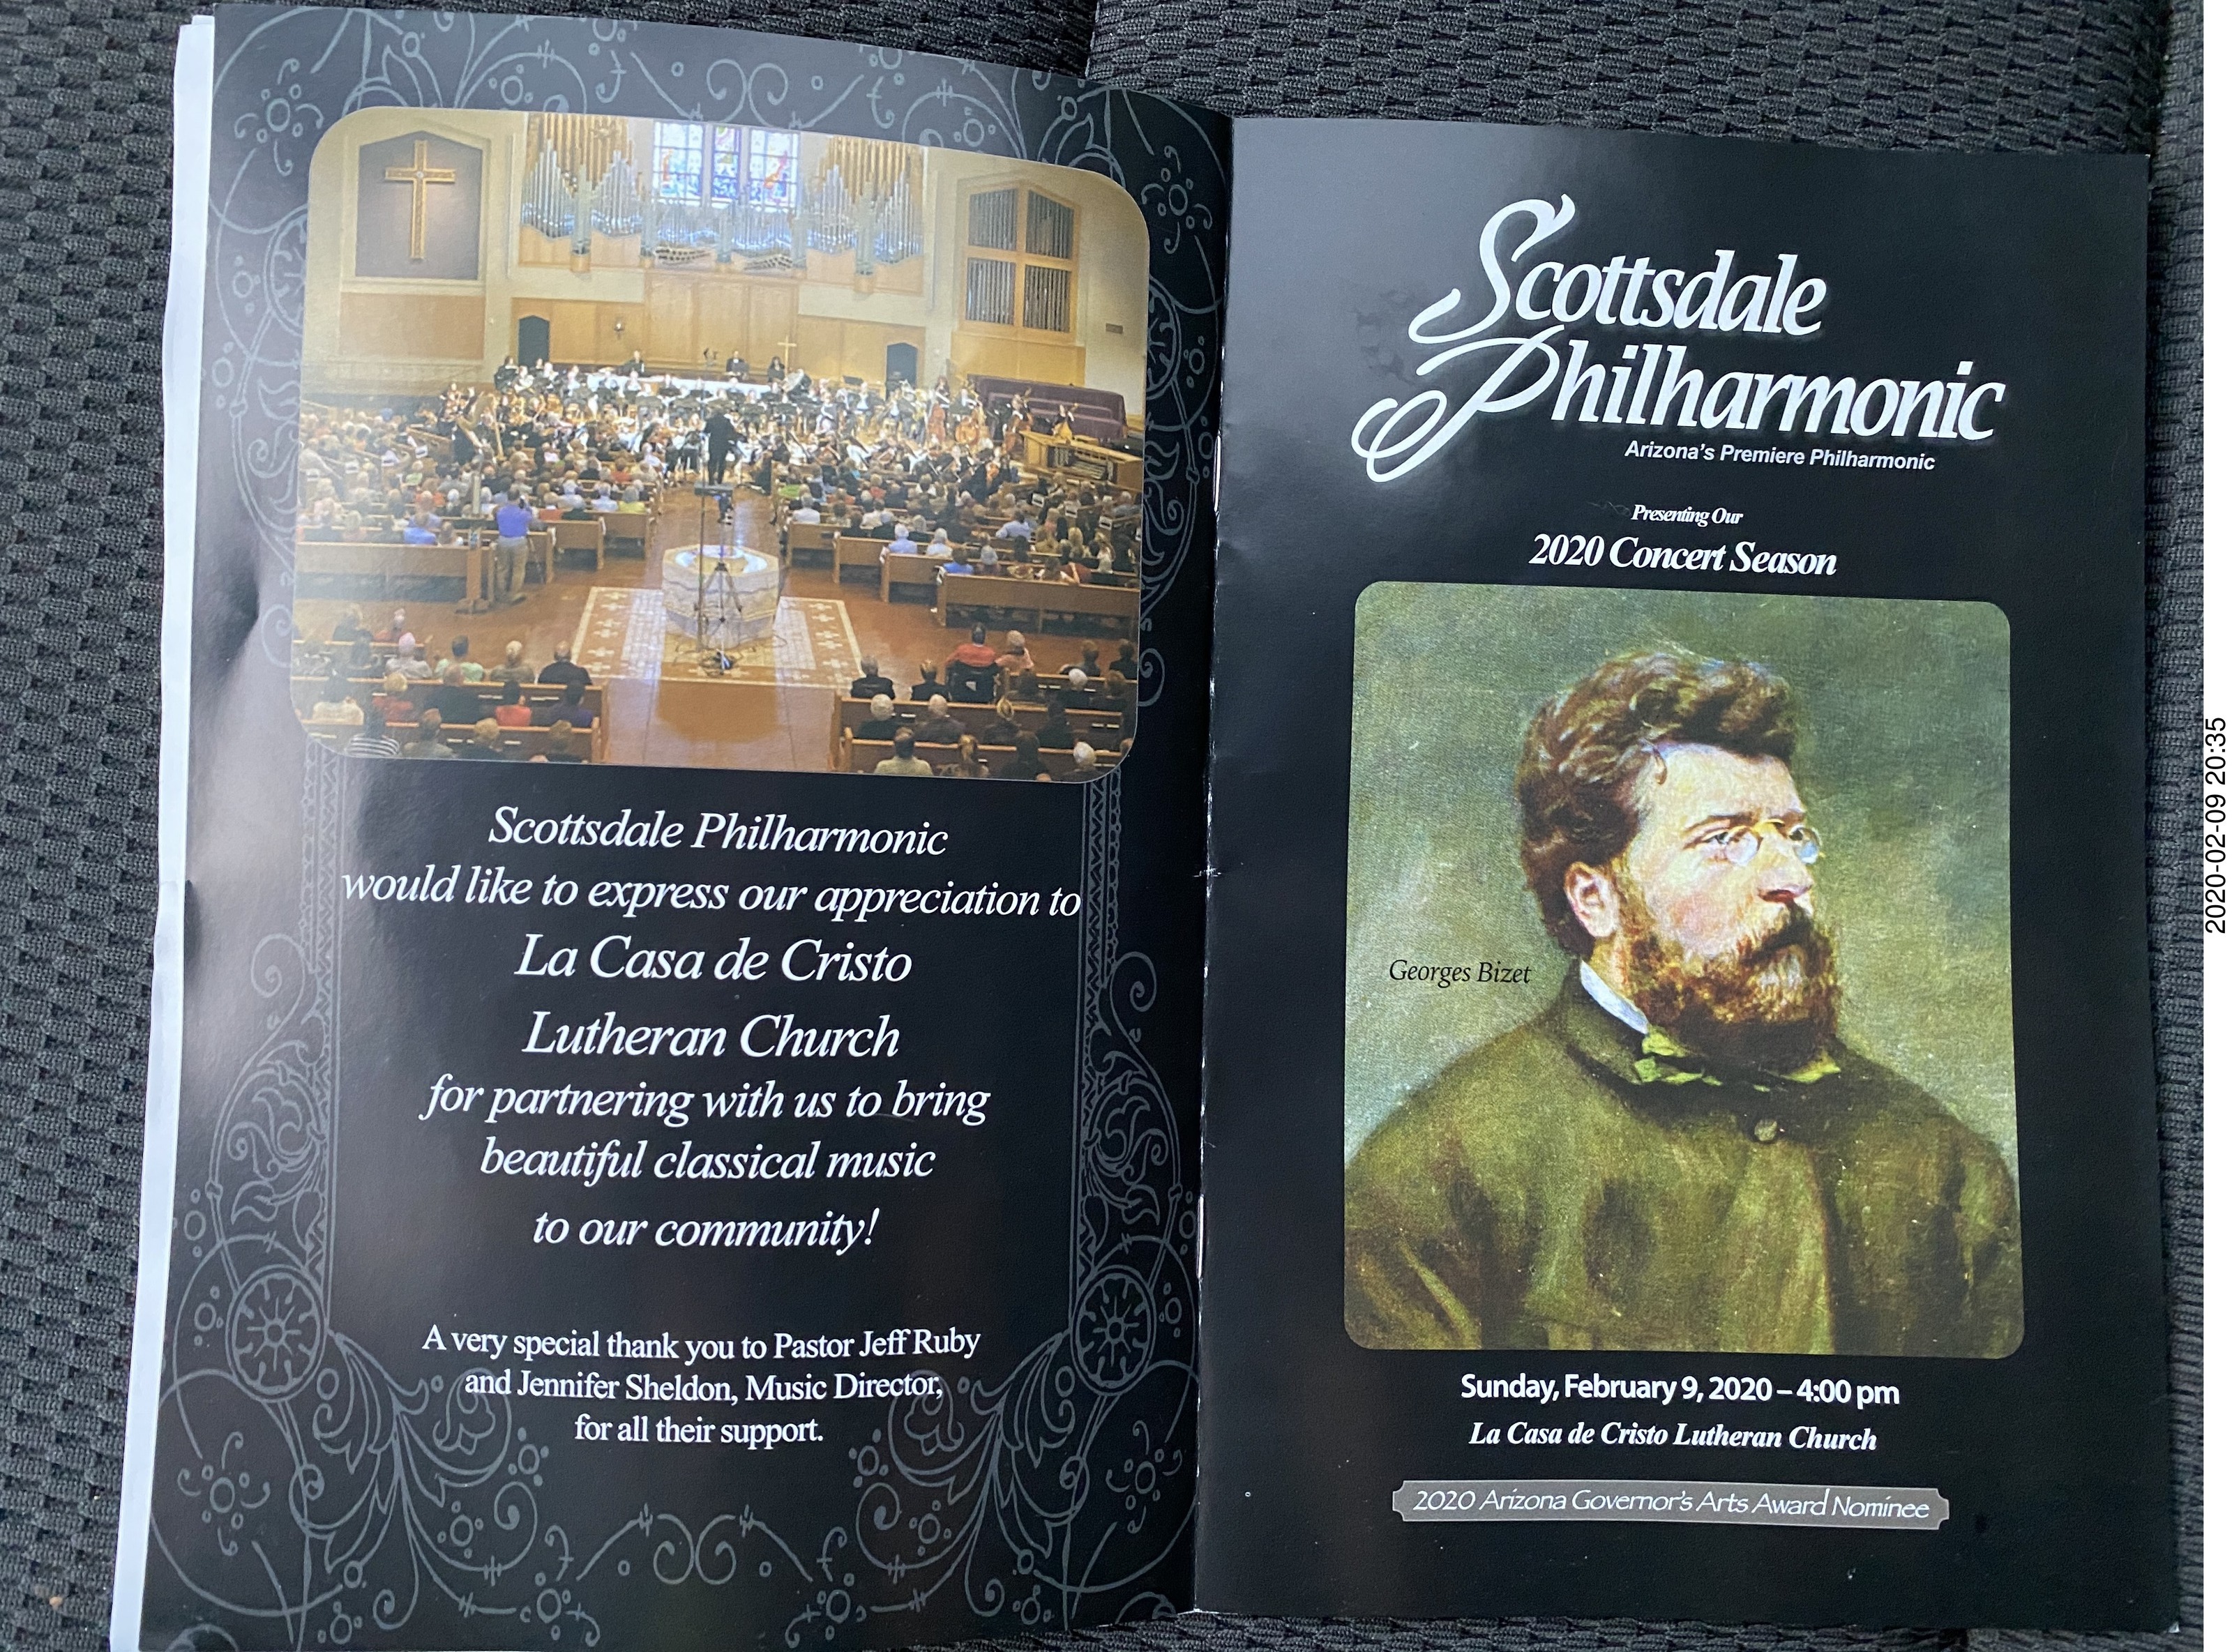 Scottsdale Philharmonic
would like to express our appreciation to
La Casa de Cristo
Lutheran Church
for partnering with us to bring
beautiful classical music
to our community!
A very special thank you to Pastor Jeff Ruby
and Jennifer Sheldon, Music Director,
for all their support.
Scottsdale
Philharmonic
Arizona's Premiere Philharmonic
Presenting Our
2020 Concert Season
Georges Bizet
Sunday, February 9, 2020 – 4:00 pm
La Casa de Cristo Lutheran Church
2020 Arizona Governor's Arts Award Nominee
2020-02-09 20:35